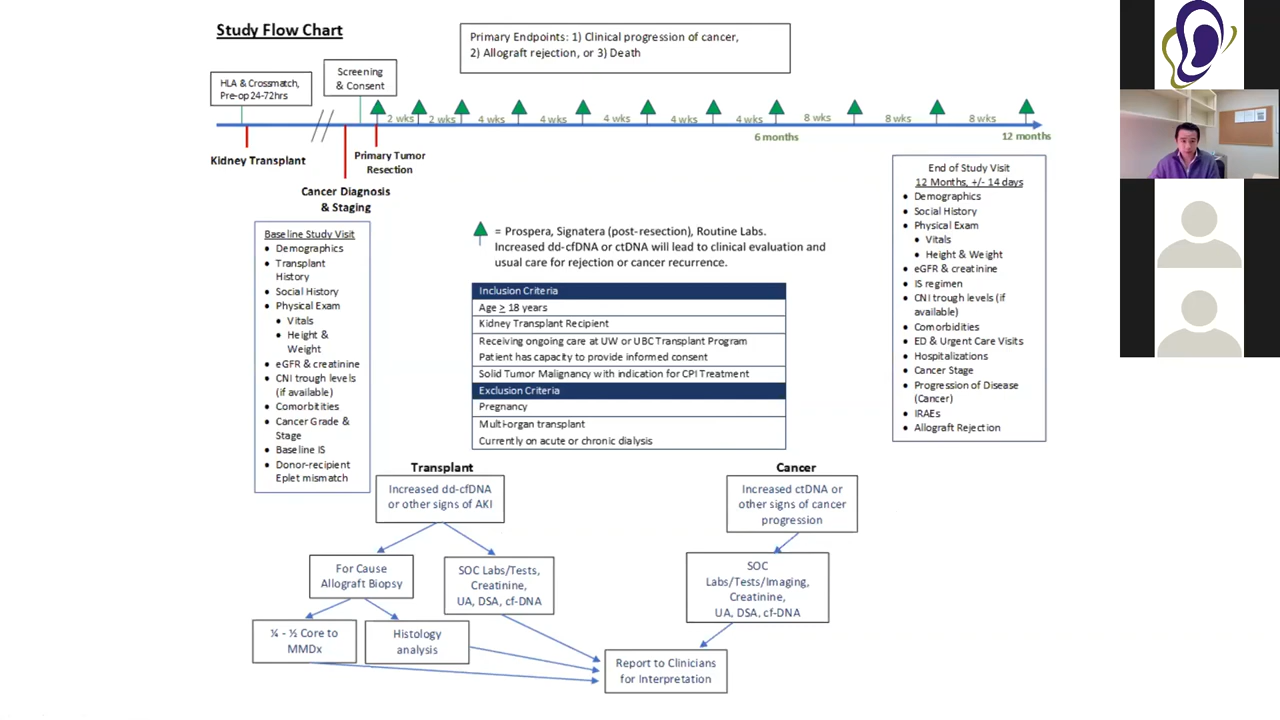 Study Flow Chart
Primary Endpoints: 1) Clinical progression of cancer,
2) Allograft rejection, or 3) Death
HLA & Crossmatch,
Pre-op 24-72hrs
Screening
& Consent
2 wks
2 wks
4 wks
4 wks
4 wks
4 wks
4 wks
8 wks
8 wks
8 wks
6 months
12 months
Kidney Transplant
Primary Tumor
Resection
Cancer Diagnosis
& Staging
Baseline Study Visit
Demographics
Transplant
History
Social History
Physical Exam
Vitals
Height &
Weight
eGFR & creatinine
CNI trough levels
(if available)
Comorbitities
Cancer Grade &
Stage
Baseline IS
Donor-recipient
Eplet mismatch
= Prospera, Signatera (post-resection), Routine Labs.
Increased dd-cfDNA or ctDNA will lead to clinical evaluation and
usual care for rejection or cancer recurrence.
Inclusion Criteria
Age ≥ 18 years
Kidney Transplant Recipient
Receiving ongoing care at UW or UBC Transplant Program
Patient has capacity to provide informed consent
Solid Tumor Malignancy with indication for CPI Treatment
Exclusion Criteria
Pregnancy
Multi-organ transplant
Currently on acute or chronic dialysis
End of Study Visit
12 Months, +/- 14 days
Demographics
Social History
Physical Exam
Vitals
Height & Weight
eGFR & creatinine
IS regimen
CNI trough levels (if
available)
Comorbidities
ED & Urgent Care Visits
Hospitalizations
Cancer Stage
Progression of Disease
(Cancer)
IRAEs
Allograft Rejection
Transplant
Increased dd-cfDNA
or other signs of AKI
For Cause
Allograft Biopsy
SOC Labs/Tests,
Creatinine,
UA, DSA, cf-DNA
¼ - ½ Core to
MMDx
Histology
analysis
Cancer
Increased ctDNA or
other signs of cancer
progression
SOC
Labs/Tests/Imaging,
Creatinine,
UA, DSA, cf-DNA
Report to Clinicians
for Interpretation